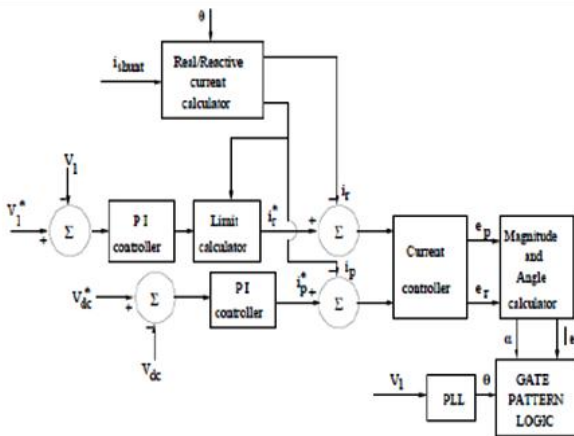 θ
i shunt
Real/Reactive
current
calculator
V1
V1*
Σ
PI
controller
Limit
calculator
ir*
ir
Σ
Vdc*
Σ
PI
controller
ip*
ip
Σ
Vdc
Current
controller
ep
er
Magnitude
and
Angle
calculator
α
|e
V1
PLL
θ
GATE
PATTERN
LOGIC